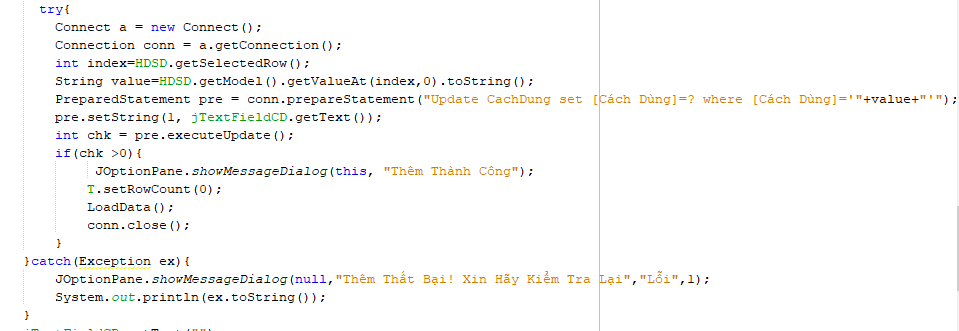 try{
Connect a = new Connect();
Connection conn = a.getConnection();
int index=HDSD.getSelectedRow();
String value=HDSD.getModel().getValueAt(index,0).toString();
PreparedStatement pre = conn.prepareStatement("Update CachDung set [Cách Dùng]=? where [Cách Dùng]='"+value+"'");
pre.setString(1, jTextFieldCD.getText());
int chk = pre.executeUpdate();
if(chk >0){
JOptionPane.showMessageDialog(this, "Thêm Thành Công");
T.setRowCount(0);
LoadData();
conn.close();
}
}catch(Exception ex){
JOptionPane.showMessageDialog(null,"Thêm Thất Bại! Xin Hãy Kiểm Tra Lại","Lỗi",1);
System.out.println(ex.toString());
}